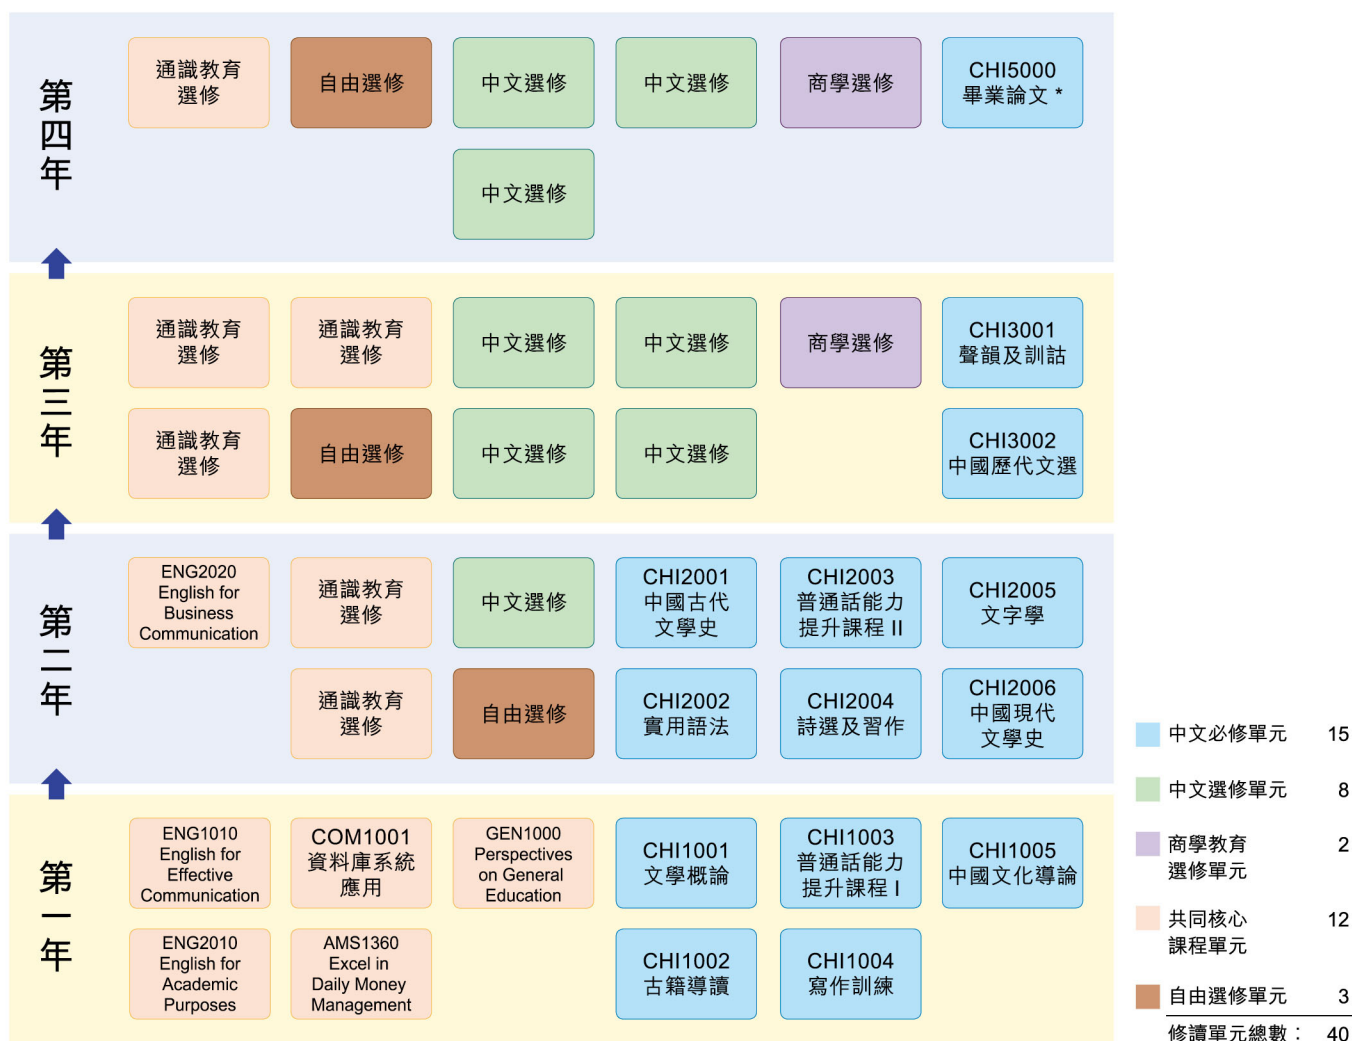 第四年
通識教育
選修
自由選修
中文選修
中文選修
商學選修
CHI5000
畢業論文 *
中文選修
第三年
通識教育
選修
通識教育
選修
中文選修
中文選修
商學選修
CHI3001
聲韻及訓詁
通識教育
選修
自由選修
中文選修
中文選修
CHI3002
中國歷代文選
第二年
ENG2020
English for
Business
Communication
通識教育
選修
中文選修
CHI2001
中國古代
文學史
CHI2003
普通話能力
提升課程 II
CHI2005
文字學
通識教育
選修
自由選修
CHI2002
實用語法
CHI2004
詩選及習作
CHI2006
中國現代
文學史
第一年
ENG1010
English for
Effective
Communication
COM1001
資料庫系統
應用
GEN1000
Perspectives
on General
Education
CHI1001
文學概論
CHI1003
普通話能力
提升課程 I
CHI1005
中國文化導論
ENG2010
English for
Academic
Purposes
AMS1360
Excel in
Daily Money
Management
CHI1002
古籍導讀
CHI1004
寫作訓練
中文必修單元 15
中文選修單元 8
商學教育 2
選修單元
共同核心 12
課程單元
自由選修單元 3
修讀單元總數： 40